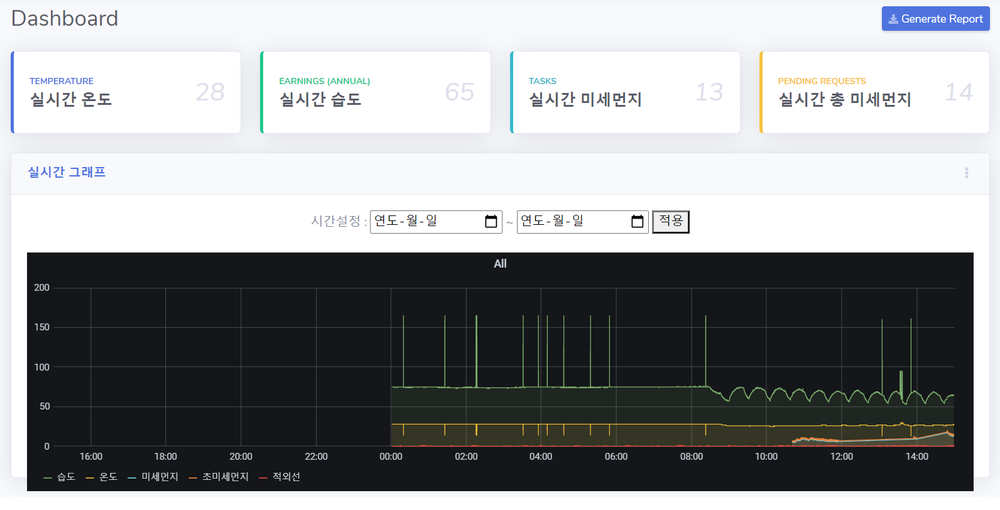 Dashboard
Generate Report
TEMPERATURE
실시간 온도
28
EARNINGS (ANNUAL)
실시간 습도
65
TASKS
실시간 미세먼지
13
PENDING REQUESTS
실시간 총 미세먼지
14
실시간 그래프
시간설정 : 연도-월-일 ~ 연도-월-일 적용
All
200
150
100
50
0
16:00 18:00 20:00 22:00 00:00 02:00 04:00 06:00 08:00 10:00 12:00 14:00
습도 온도 미세먼지 초미세먼지 적외선